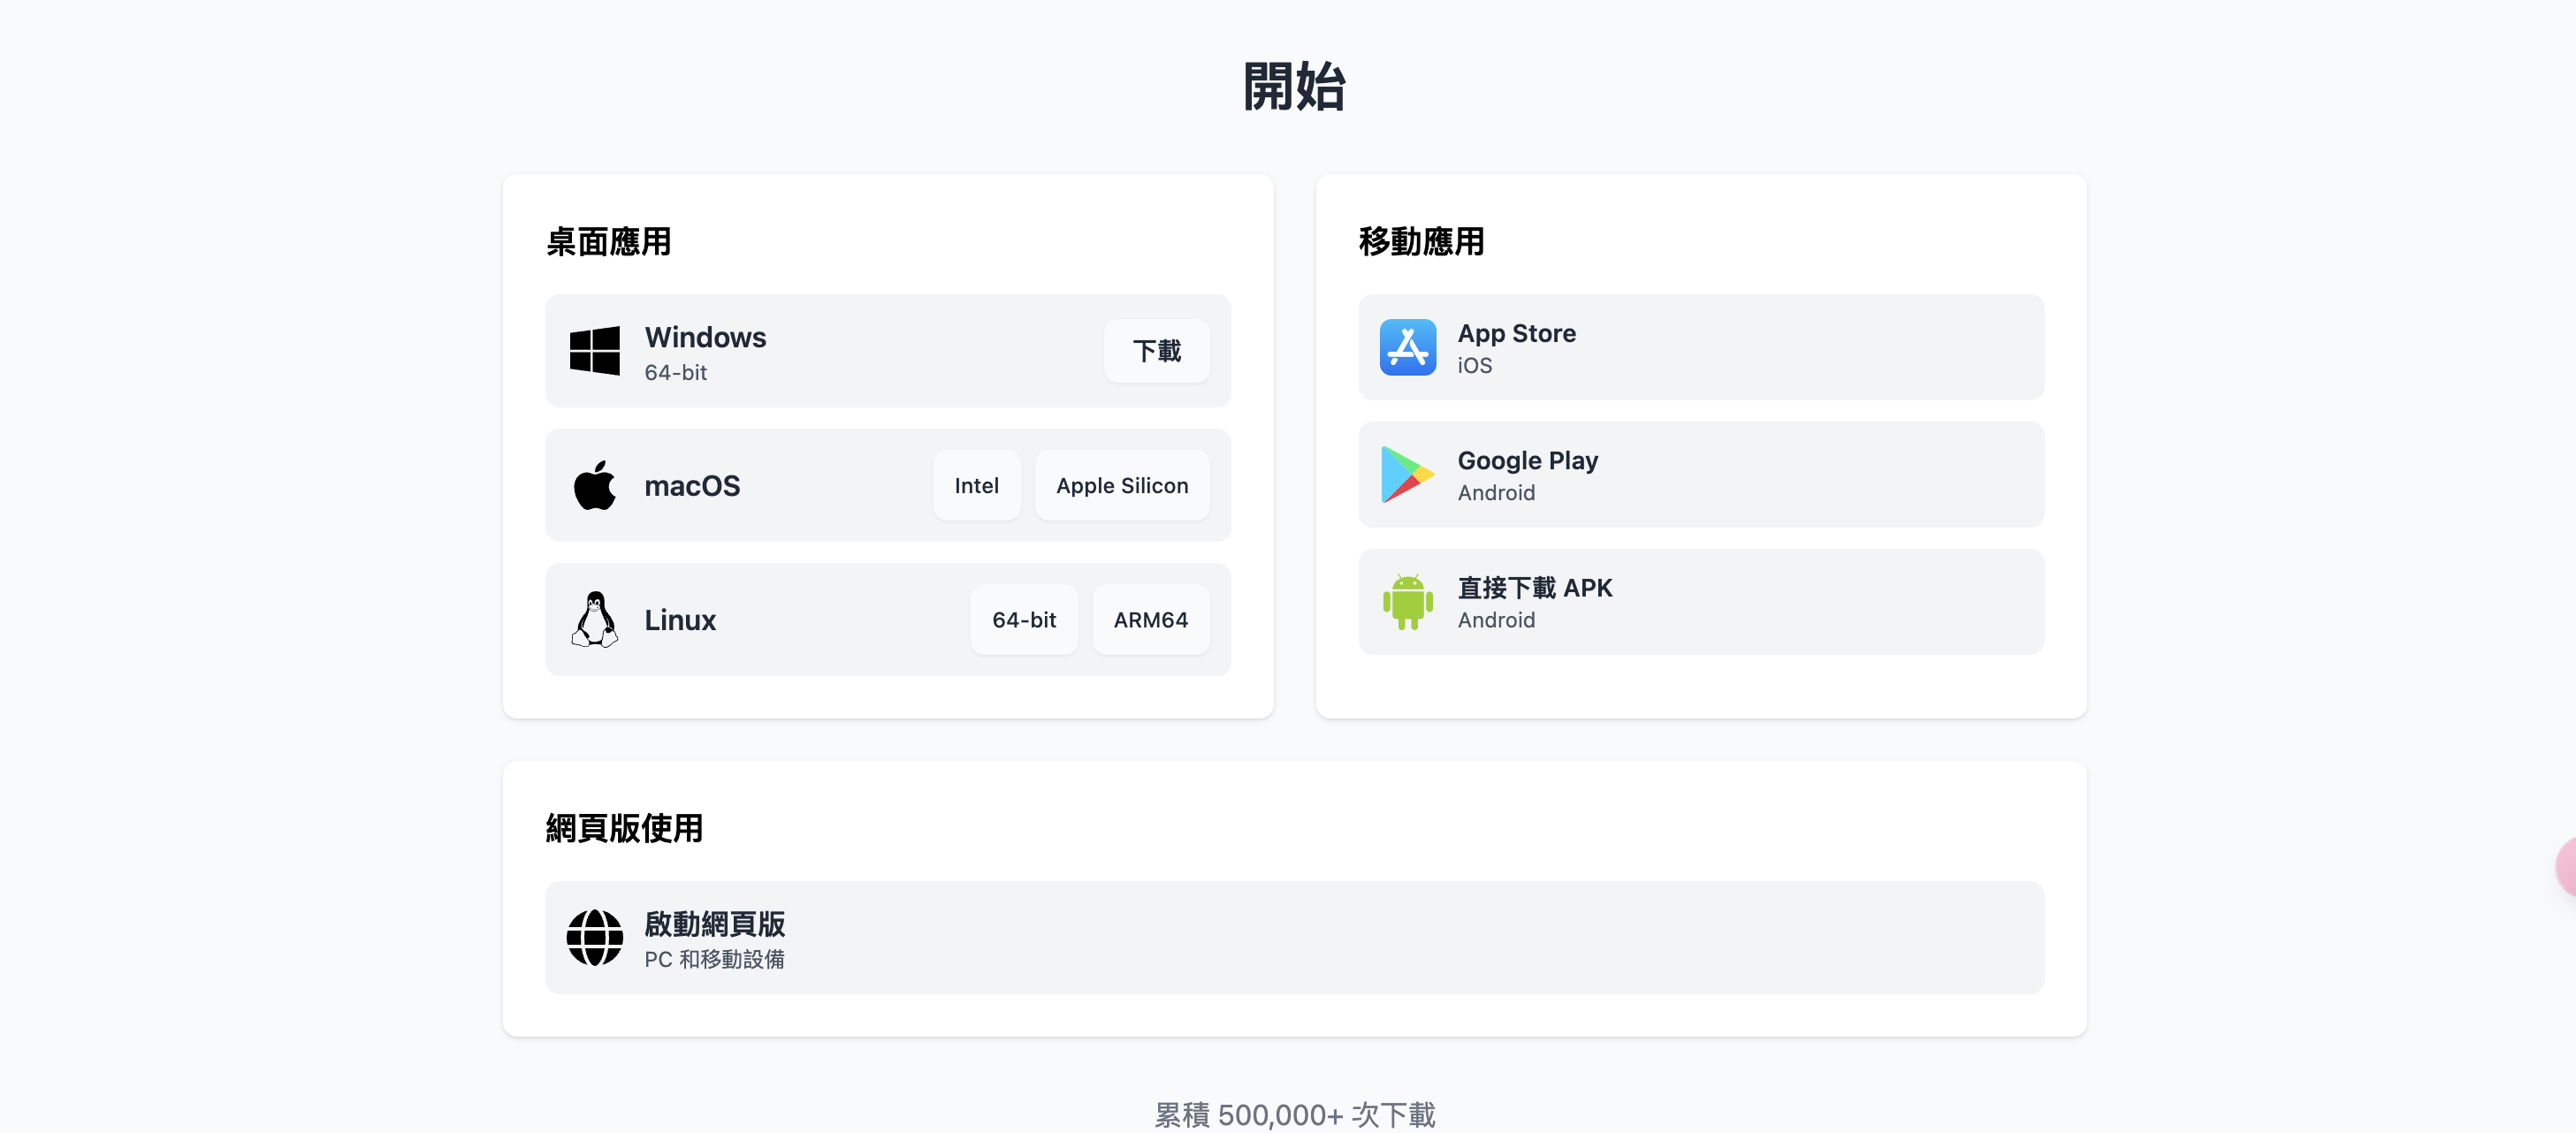 開始
桌面應用
Windows
64-bit
下載
macOS
Intel
Apple Silicon
Linux
64-bit
ARM64
移動應用
App Store
iOS
Google Play
Android
直接下載 APK
Android
網頁版使用
啟動網頁版
PC 和移動設備
累積 500,000+ 次下載